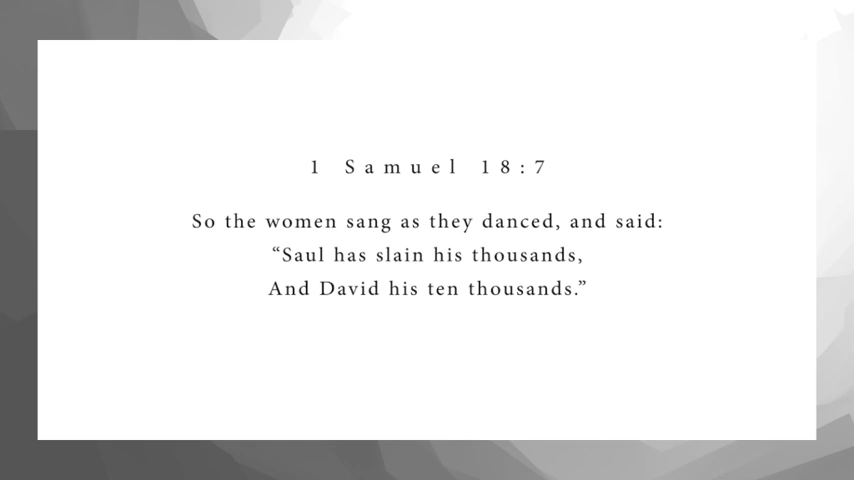 1 Samuel 18:7
So the women sang as they danced, and said:
“Saul has slain his thousands,
And David his ten thousands.”